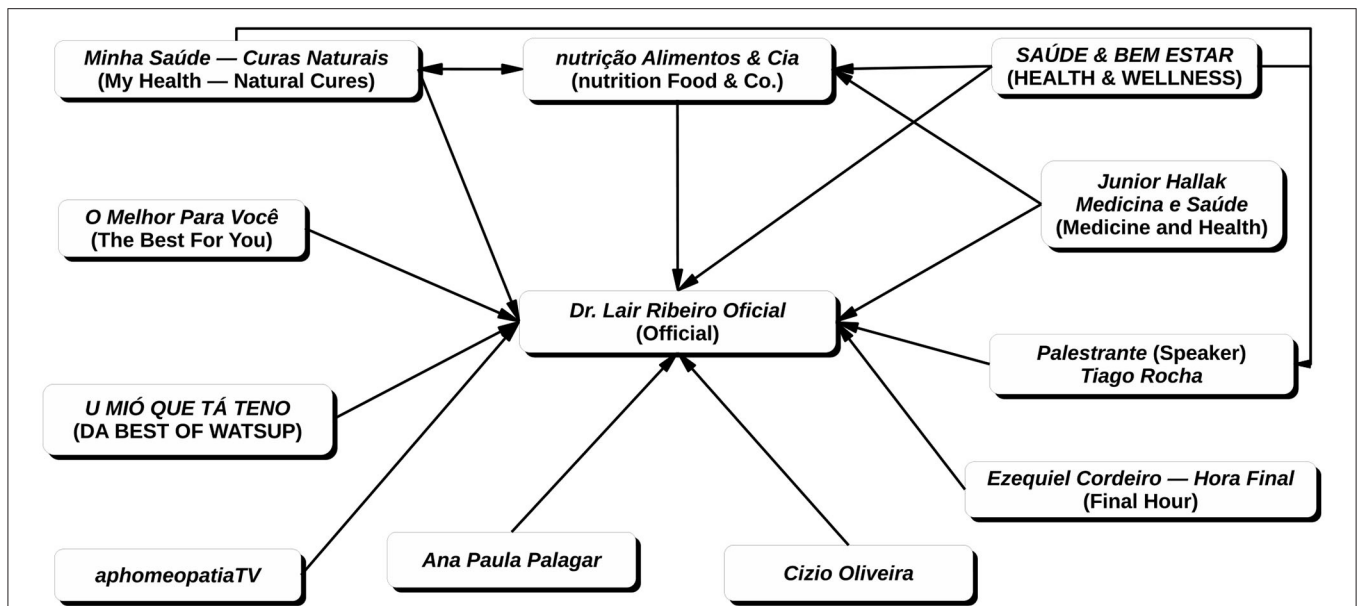 Minha Saúde — Curas Naturais
(My Health — Natural Cures)
nutrição Alimentos & Cia
(nutrition Food & Co.)
SAÚDE & BEM ESTAR
(HEALTH & WELLNESS)
Junior Hallak
Medicina e Saúde
(Medicine and Health)
O Melhor Para Você
(The Best For You)
Dr. Lair Ribeiro Oficial
(Official)
Palestrante (Speaker)
Tiago Rocha
U MIÓ QUE TÁ TENO
(DA BEST OF WATSUP)
Ezequiel Cordeiro — Hora Final
(Final Hour)
Ana Paula Palagar
aphomeopatiaTV
Cizio Oliveira